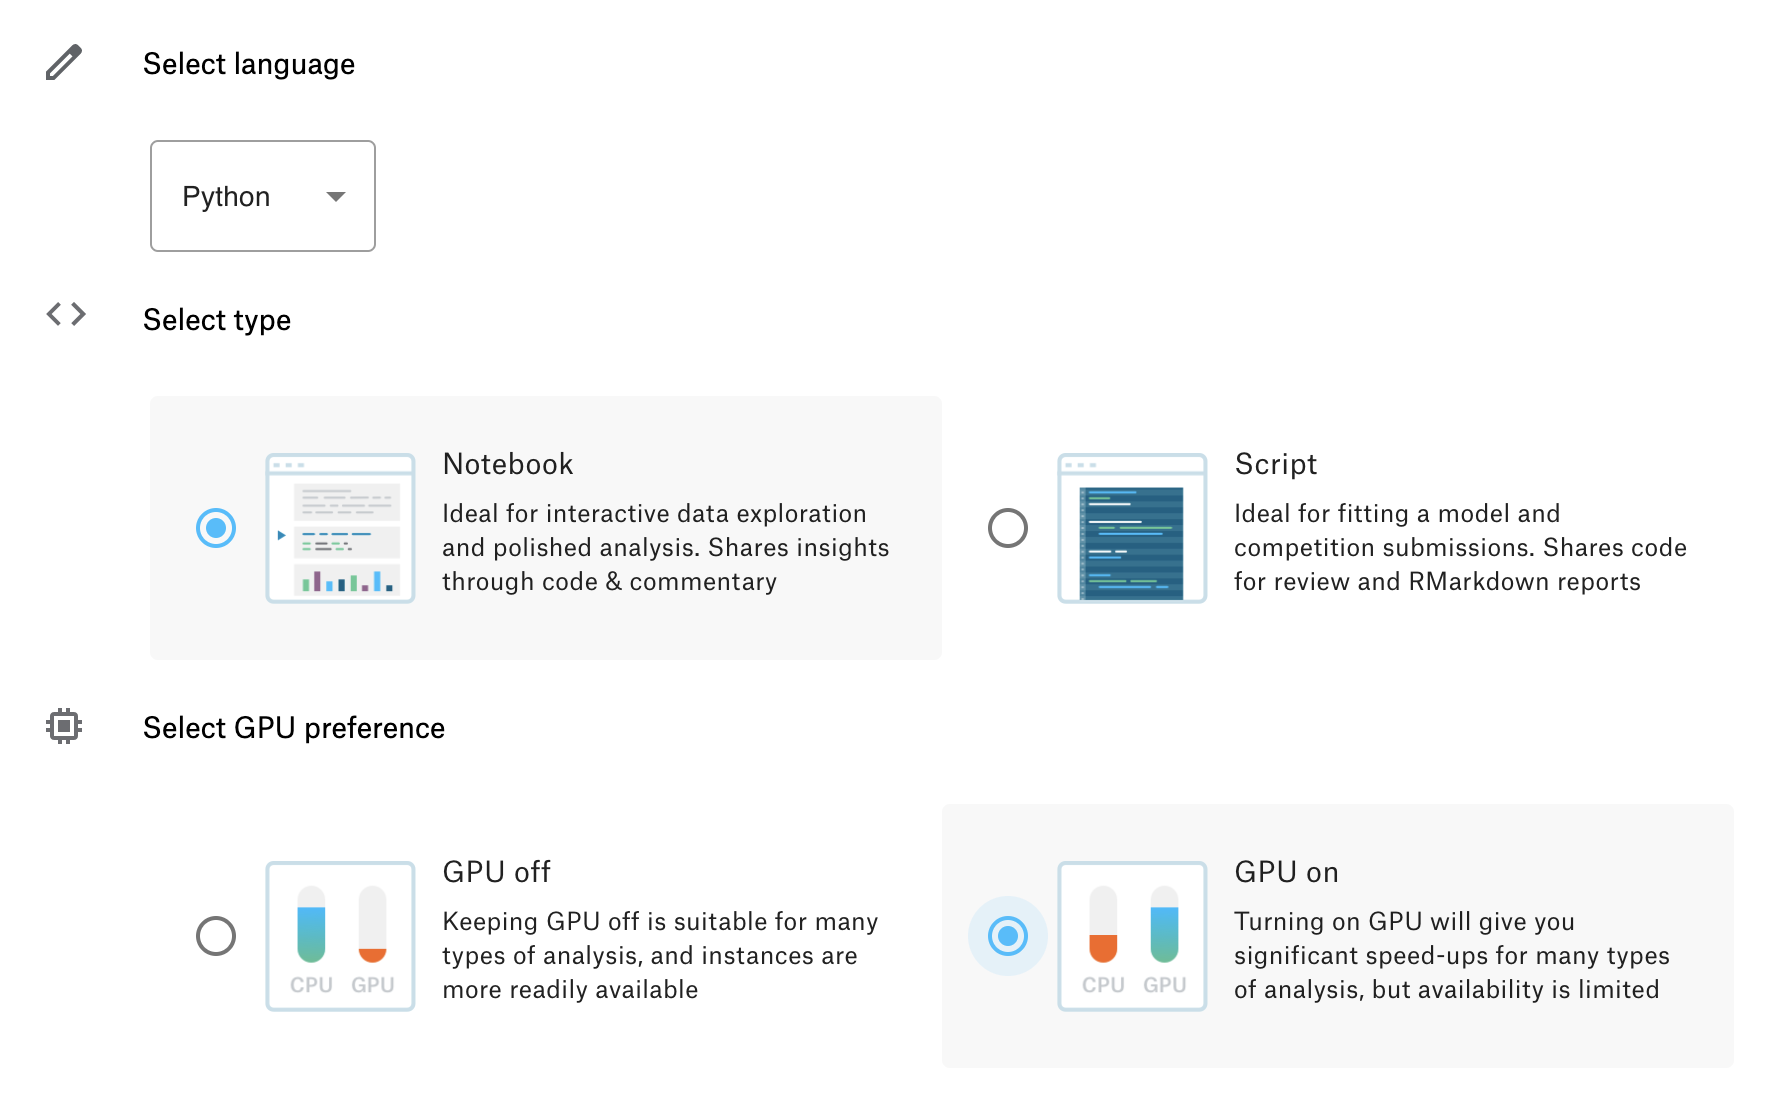 Select language
Python
Select type
Notebook
Ideal for interactive data exploration
and polished analysis. Shares insights
through code & commentary
Script
Ideal for fitting a model and
competition submissions. Shares code
for review and RMarkdown reports
Select GPU preference
CPU GPU
GPU off
Keeping GPU off is suitable for many
types of analysis, and instances are
more readily available
CPU GPU
GPU on
Turning on GPU will give you
significant speed-ups for many types
of analysis, but availability is limited